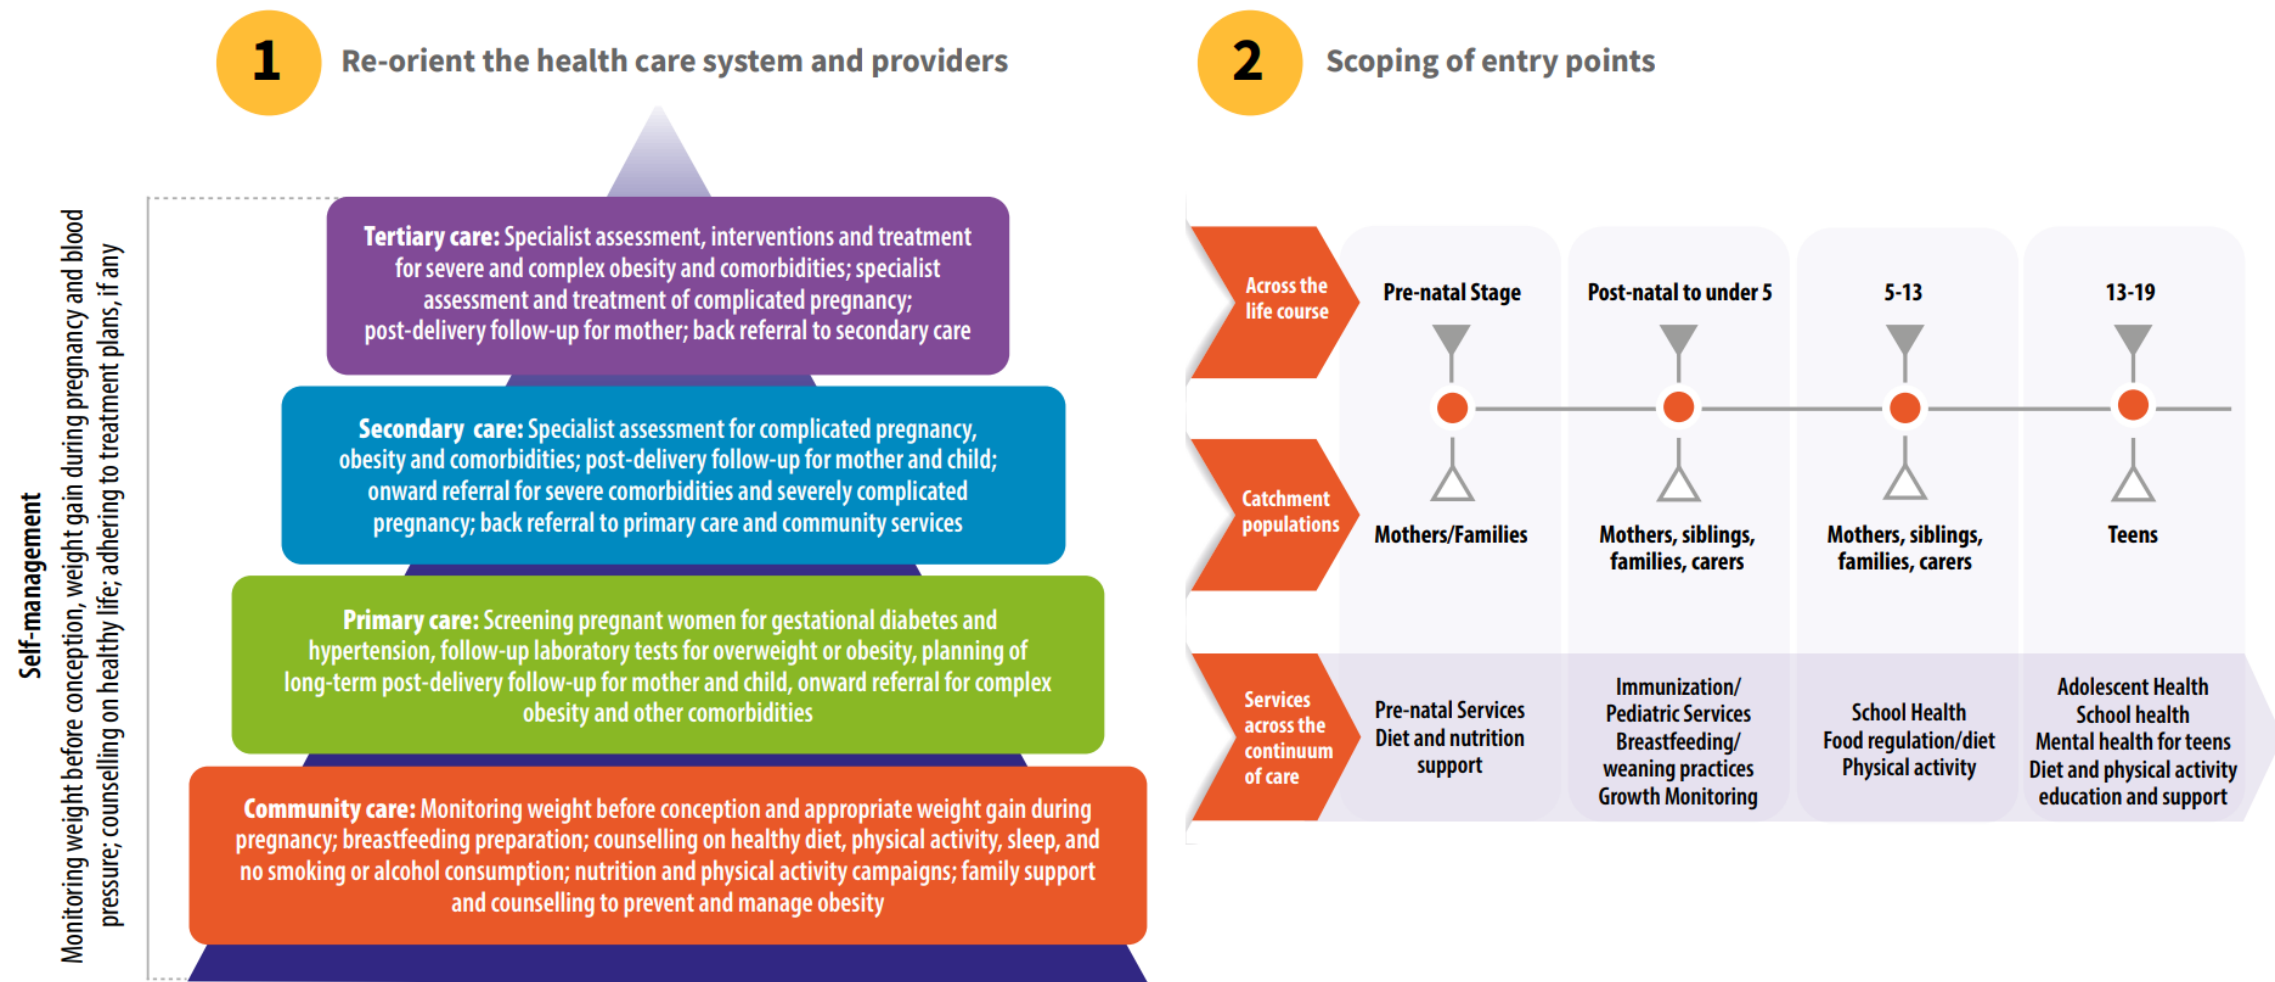 1
Re-orient the health care system and providers
Self-management
Monitoring weight before conception, weight gain during pregnancy and blood
pressure; counselling on healthy life; adhering to treatment plans, if any
Tertiary care: Specialist assessment, interventions and treatment
for severe and complex obesity and comorbidities; specialist
assessment and treatment of complicated pregnancy;
post-delivery follow-up for mother; back referral to secondary care
Secondary care: Specialist assessment for complicated pregnancy,
obesity and comorbidities; post-delivery follow-up for mother and child;
onward referral for severe comorbidities and severely complicated
pregnancy; back referral to primary care and community services
Primary care: Screening pregnant women for gestational diabetes and
hypertension, follow-up laboratory tests for overweight or obesity, planning of
long-term post-delivery follow-up for mother and child, onward referral for complex
obesity and other comorbidities
Community care: Monitoring weight before conception and appropriate weight gain during
pregnancy; breastfeeding preparation; counselling on healthy diet, physical activity, sleep, and
no smoking or alcohol consumption; nutrition and physical activity campaigns; family support
and counselling to prevent and manage obesity
2
Scoping of entry points
Across the
life course
Pre-natal Stage
Post-natal to under 5
5-13
13-19
Catchment
populations
Mothers/Families
Mothers, siblings,
families, carers
Mothers, siblings,
families, carers
Teens
Services
across the
continuum
of care
Pre-natal Services
Diet and nutrition
support
Immunization/
Pediatric Services
Breastfeeding/
weaning practices
Growth Monitoring
School Health
Food regulation/diet
Physical activity
Adolescent Health
School health
Mental health for teens
Diet and physical activity
education and support